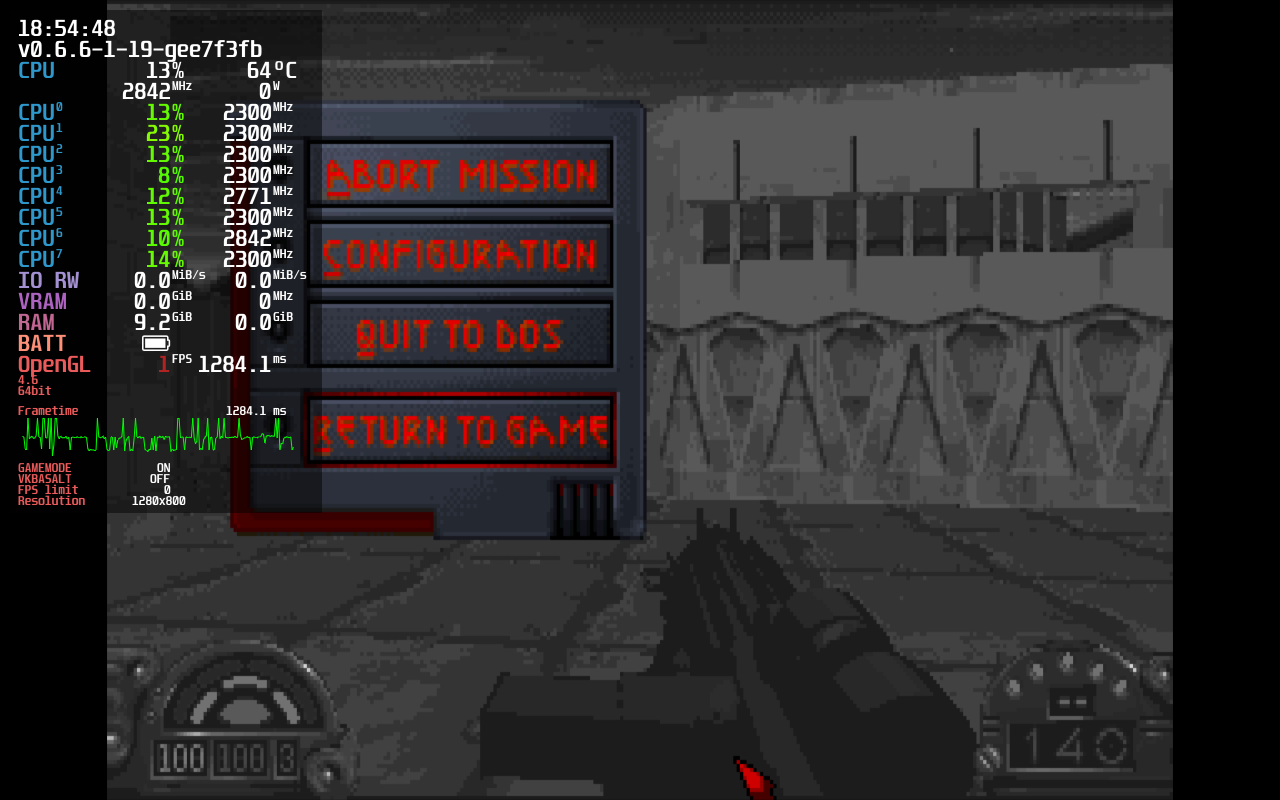 18:54:48
v0.6.6-1-19-gee7f3fb
CPU 13% 64°C
2842MHz 0W
CPU0 13% 2300MHz
CPU1 23% 2300MHz
CPU2 13% 2300MHz
CPU3 8% 2300MHz
CPU4 12% 2771MHz
CPU5 13% 2300MHz
CPU6 10% 2842MHz
CPU7 14% 2300MHz
IO RW 0.0MiB/s 0.0MiB/s
VRAM 0.0GiB 0MHz
RAM 9.2GiB 0.0GiB
BATT
OpenGL 1FPS 1284.1ms
4.6
64bit
Frametime 1284.1 ms
GAMEMODE ON
VKBASALT OFF
FPS limit 0
Resolution 1280x800
ABORT MISSION
CONFIGURATION
QUIT TO DOS
RETURN TO GAME
100 100 3
--
140